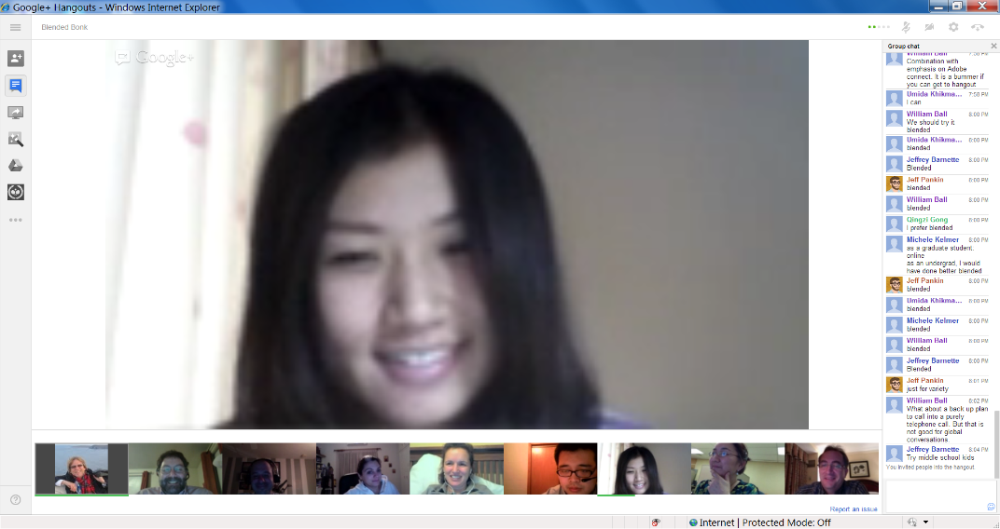 Google+ Hangouts - Windows Internet Explorer
Blended Bonk
Google+
Group chat
William Ball 7:58 PM
Combination with
emphasis on Adobe
connect. It is a bummer if
you can get to hangout
Umida Khikma... 7:58 PM
I can
William Ball 8:00 PM
We should try it
blended
Umida Khikma... 8:00 PM
blended
Jeffrey Barnette 8:00 PM
Blended
Jeff Pankin 8:00 PM
blended
William Ball 8:00 PM
blended
Qingzi Gong 8:00 PM
I prefer blended
Michele Kelmer 8:00 PM
as a graduate student,
online
as an undergrad, I would
have done better blended
Jeff Pankin 8:00 PM
blended
Umida Khikma... 8:00 PM
blended
Michele Kelmer 8:00 PM
blended
William Ball 8:00 PM
blended
Jeffrey Barnette 8:00 PM
Blended
Jeff Pankin 8:01 PM
just for variety
William Ball 8:02 PM
What about a back up plan
to call into a purely
telephone call. But that is
not good for global
conversations.
Jeffrey Barnette 8:04 PM
Try middle school kids
You invited people into the hangout.
Report an issue
Internet | Protected Mode: Off